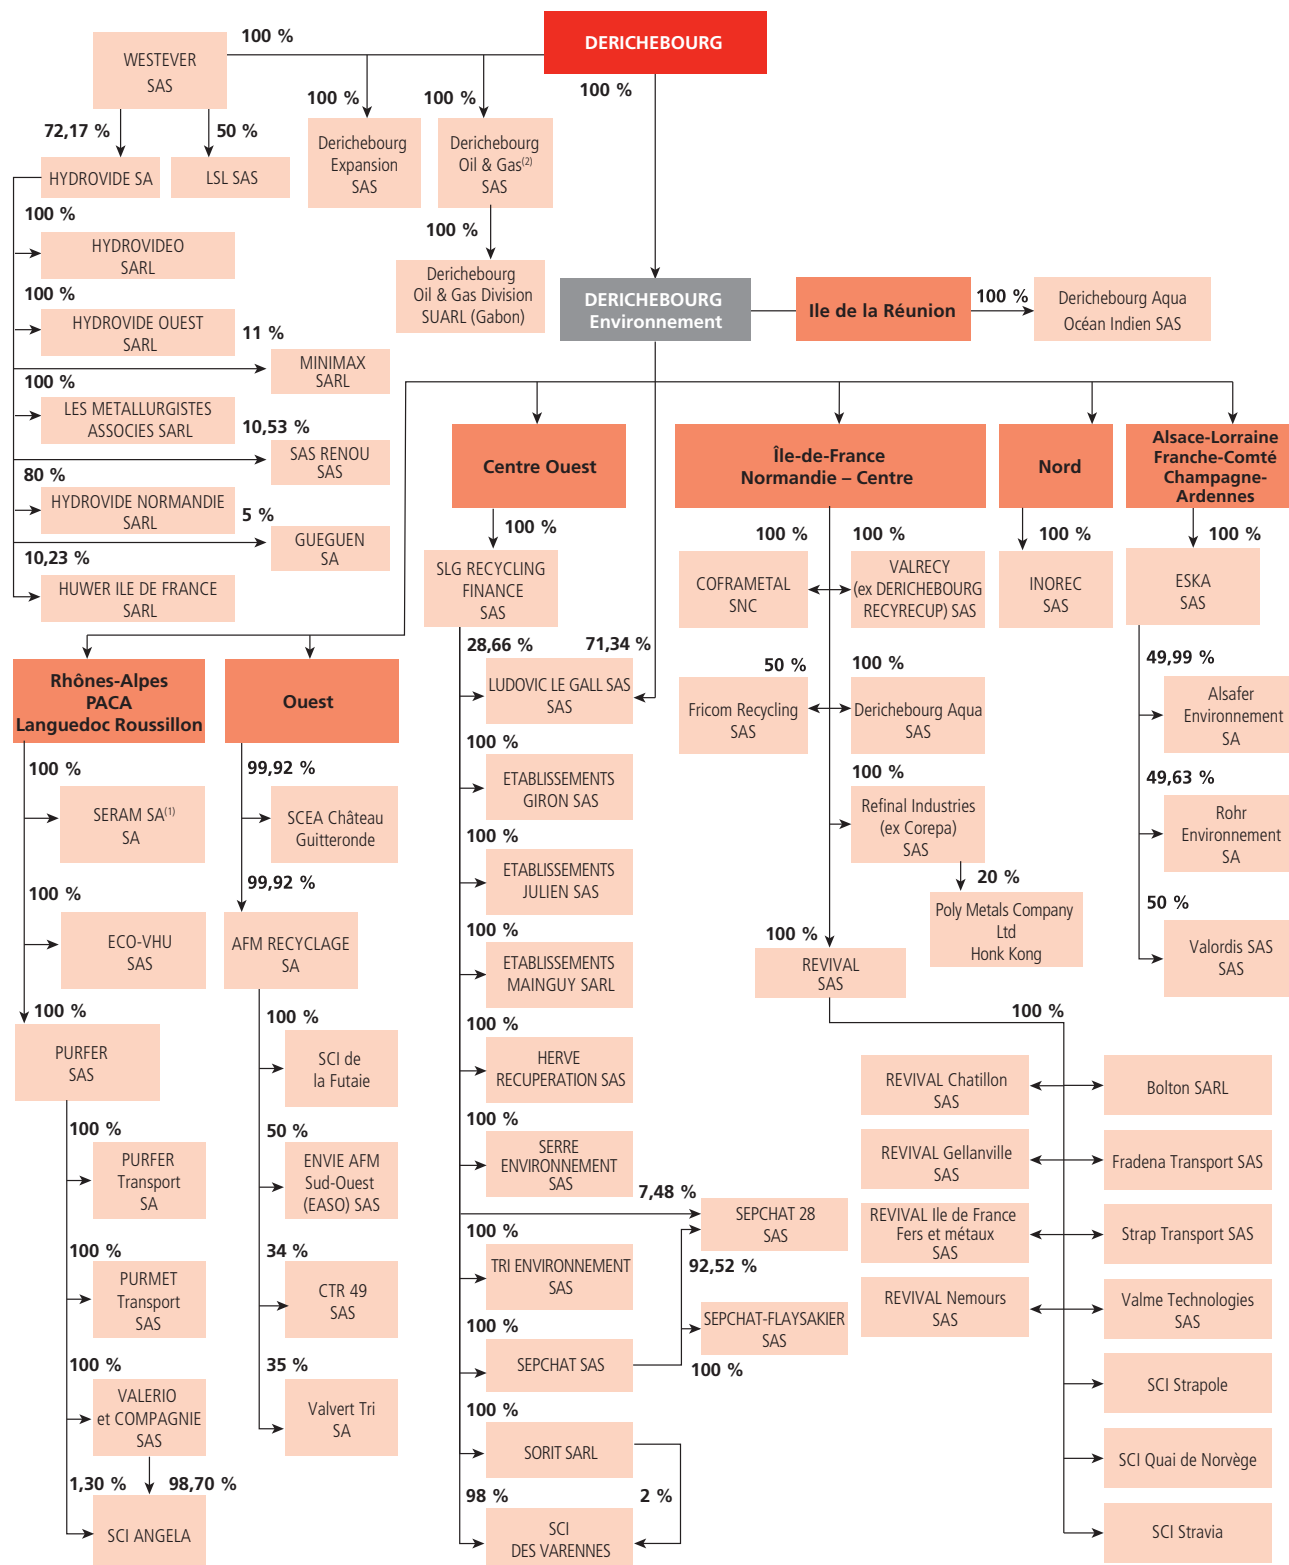 DERICHEBOURG
100 %
WESTEVER
SAS
100 %
100 %
100 %
72,17 %
50 %
Derichebourg
Expansion
SAS
Derichebourg
Oil & Gas(2)
SAS
HYDROVIDE SA
LSL SAS
100 %
100 %
HYDROVIDEO
SARL
Derichebourg
Oil & Gas Division
SUARL (Gabon)
DERICHEBOURG
Environnement
Ile de la Réunion
100 %
Derichebourg Aqua
Océan Indien SAS
100 %
HYDROVIDE OUEST
SARL
11 %
MINIMAX
SARL
100 %
LES METALLURGISTES
ASSOCIES SARL
10,53 %
SAS RENOU
SAS
80 %
HYDROVIDE NORMANDIE
SARL
5 %
GUEGUEN
SA
10,23 %
HUWER ILE DE FRANCE
SARL
Centre Ouest
Île-de-France
Normandie – Centre
Nord
Alsace-Lorraine
Franche-Comté
Champagne-
Ardennes
100 %
SLG RECYCLING
FINANCE
SAS
100 %
COFRAMETAL
SNC
100 %
VALRECY
(ex DERICHEBOURG
RECYRECUP) SAS
100 %
INOREC
SAS
100 %
ESKA
SAS
Rhônes-Alpes
PACA
Languedoc Roussillon
Ouest
28,66 %
71,34 %
LUDOVIC LE GALL SAS
SAS
50 %
Fricom Recycling
SAS
100 %
Derichebourg Aqua
SAS
49,99 %
Alsafer
Environnement
SA
100 %
SERAM SA(1)
SA
99,92 %
SCEA Château
Guitteronde
100 %
ETABLISSEMENTS
GIRON SAS
100 %
Refinal Industries
(ex Corepa)
SAS
49,63 %
Rohr
Environnement
SA
100 %
ETABLISSEMENTS
JULIEN SAS
20 %
Poly Metals Company
Ltd
Honk Kong
100 %
ECO-VHU
SAS
99,92 %
AFM RECYCLAGE
SA
100 %
ETABLISSEMENTS
MAINGUY SARL
100 %
REVIVAL
SAS
50 %
Valordis SAS
SAS
100 %
PURFER
SAS
100 %
SCI de
la Futaie
100 %
HERVE
RECUPERATION SAS
100 %
REVIVAL Chatillon
SAS
Bolton SARL
100 %
PURFER
Transport
SA
50 %
ENVIE AFM
Sud-Ouest
(EASO) SAS
100 %
SERRE
ENVIRONNEMENT
SAS
REVIVAL Gellanville
SAS
Fradena Transport SAS
7,48 %
SEPCHAT 28
SAS
REVIVAL Ile de France
Fers et métaux
SAS
Strap Transport SAS
100 %
PURMET
Transport
SAS
34 %
CTR 49
SAS
100 %
TRI ENVIRONNEMENT
SAS
92,52 %
REVIVAL Nemours
SAS
Valme Technologies
SAS
100 %
SEPCHAT SAS
SEPCHAT-FLAYSAKIER
SAS
100 %
100 %
VALERIO
et COMPAGNIE
SAS
35 %
Valvert Tri
SA
SCI Strapole
100 %
SORIT SARL
SCI Quai de Norvège
1,30 %
98,70 %
SCI ANGELA
98 %
2 %
SCI
DES VARENNES
SCI Stravia